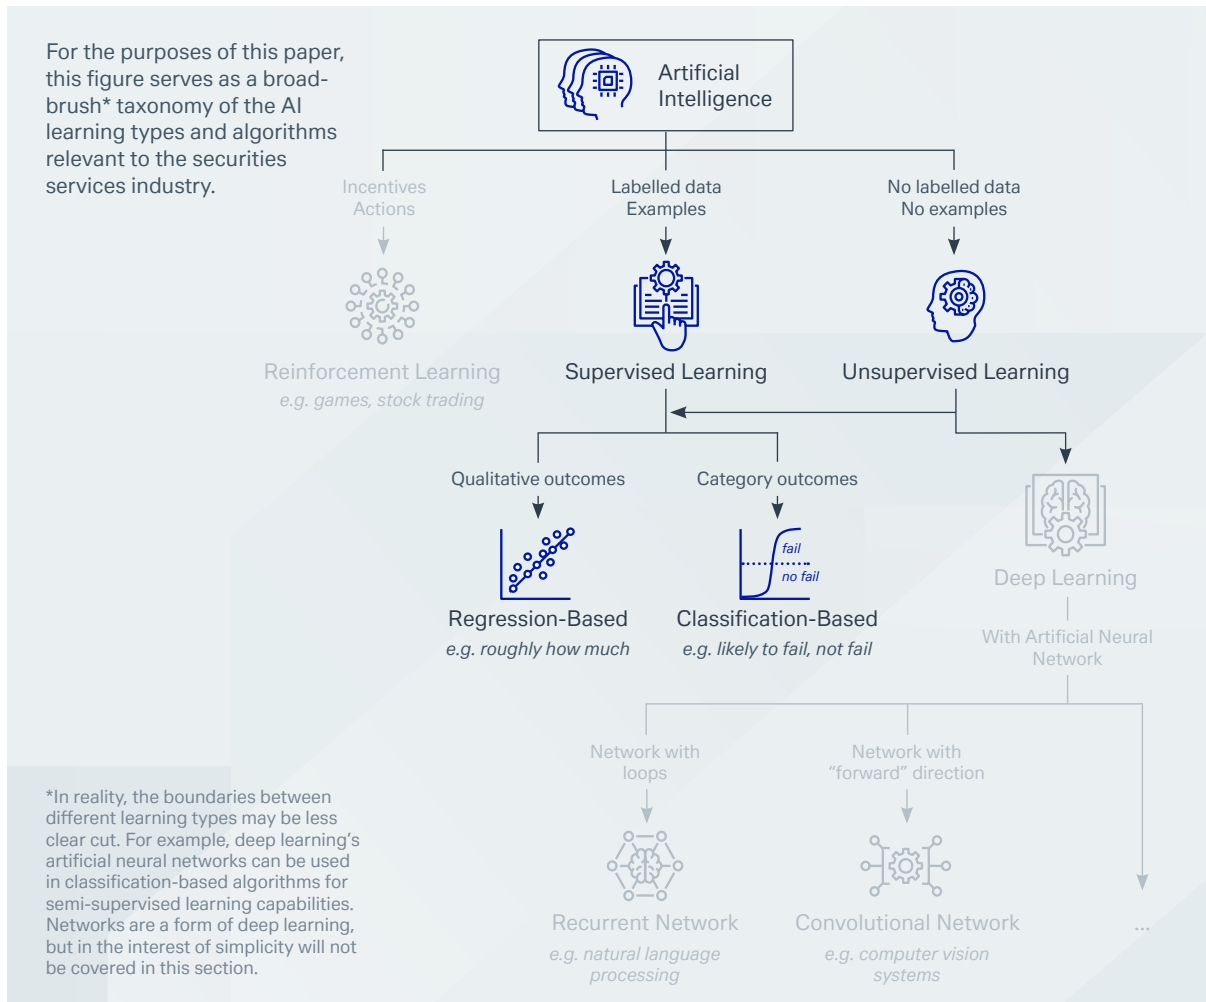 For the purposes of this paper,
this figure serves as a broad-
brush* taxonomy of the AI
learning types and algorithms
relevant to the securities
services industry.
Artificial
Intelligence
Incentives
Actions
Labelled data
Examples
No labelled data
No examples
Reinforcement Learning
e.g. games, stock trading
Supervised Learning
Unsupervised Learning
Qualitative outcomes
Category outcomes
fail
no fail
Regression-Based
e.g. roughly how much
Classification-Based
e.g. likely to fail, not fail
Deep Learning
With Artificial Neural
Network
Network with
loops
Network with
“forward” direction
Recurrent Network
e.g. natural language
processing
Convolutional Network
e.g. computer vision
systems
...
*In reality, the boundaries between
different learning types may be less
clear cut. For example, deep learning’s
artificial neural networks can be used
in classification-based algorithms for
semi-supervised learning capabilities.
Networks are a form of deep learning,
but in the interest of simplicity will not
be covered in this section.